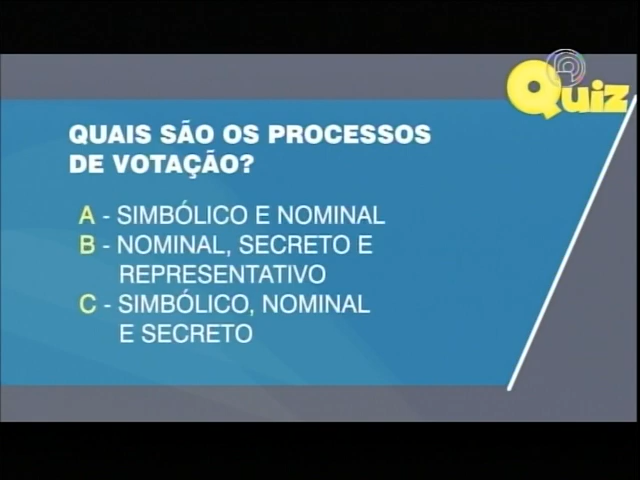 Quiz
QUAIS SÃO OS PROCESSOS
DE VOTAÇÃO?
A - SIMBÓLICO E NOMINAL
B - NOMINAL, SECRETO E
REPRESENTATIVO
C - SIMBÓLICO, NOMINAL
E SECRETO